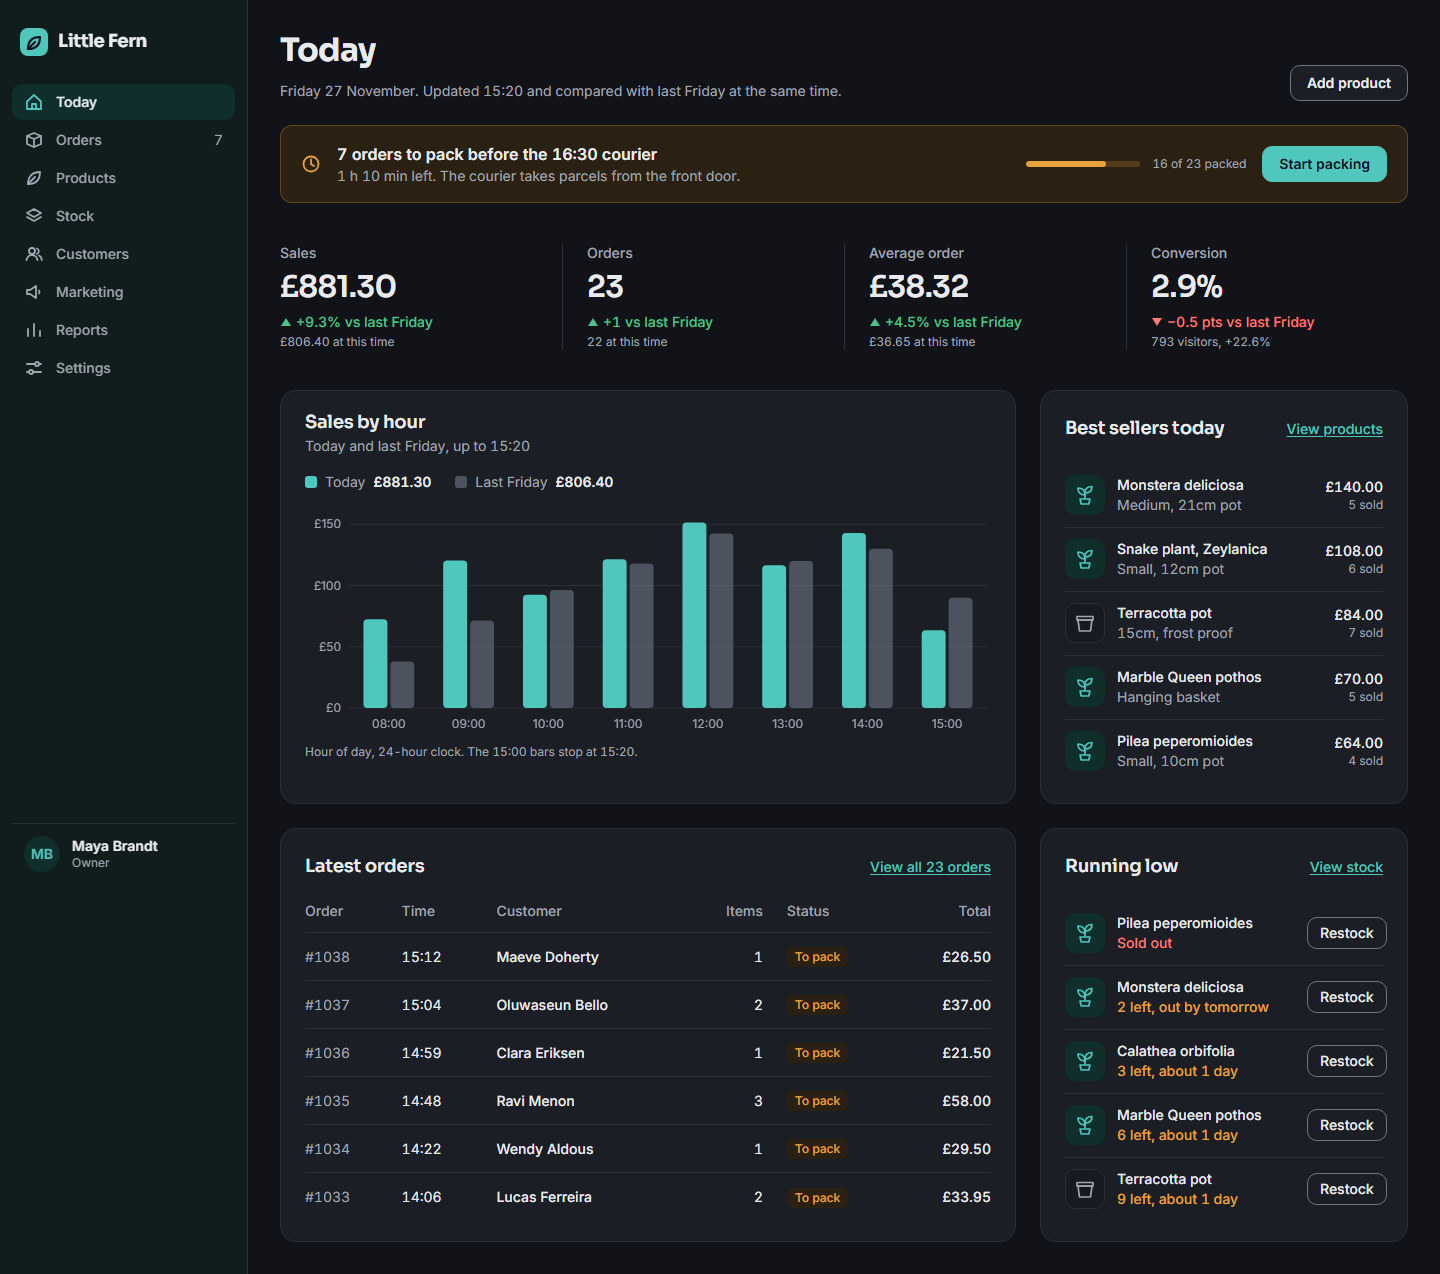 Little Fern
Today
Orders 7
Products
Stock
Customers
Marketing
Reports
Settings
MB
Maya Brandt
Owner
Today
Friday 27 November. Updated 15:20 and compared with last Friday at the same time.
Add product
7 orders to pack before the 16:30 courier
1 h 10 min left. The courier takes parcels from the front door.
16 of 23 packed
Start packing
Sales
£881.30
+9.3% vs last Friday
£806.40 at this time
Orders
23
+1 vs last Friday
22 at this time
Average order
£38.32
+4.5% vs last Friday
£36.65 at this time
Conversion
2.9%
−0.5 pts vs last Friday
793 visitors, +22.6%
Sales by hour
Today and last Friday, up to 15:20
Today £881.30 Last Friday £806.40
£150
£100
£50
£0
08:00 09:00 10:00 11:00 12:00 13:00 14:00 15:00
Hour of day, 24-hour clock. The 15:00 bars stop at 15:20.
Best sellers today View products
Monstera deliciosa £140.00
Medium, 21cm pot 5 sold
Snake plant, Zeylanica £108.00
Small, 12cm pot 6 sold
Terracotta pot £84.00
15cm, frost proof 7 sold
Marble Queen pothos £70.00
Hanging basket 5 sold
Pilea peperomioides £64.00
Small, 10cm pot 4 sold
Latest orders View all 23 orders
Order Time Customer Items Status Total
#1038 15:12 Maeve Doherty 1 To pack £26.50
#1037 15:04 Oluwaseun Bello 2 To pack £37.00
#1036 14:59 Clara Eriksen 1 To pack £21.50
#1035 14:48 Ravi Menon 3 To pack £58.00
#1034 14:22 Wendy Aldous 1 To pack £29.50
#1033 14:06 Lucas Ferreira 2 To pack £33.95
Running low View stock
Pilea peperomioides
Sold out
Restock
Monstera deliciosa
2 left, out by tomorrow
Restock
Calathea orbifolia
3 left, about 1 day
Restock
Marble Queen pothos
6 left, about 1 day
Restock
Terracotta pot
9 left, about 1 day
Restock